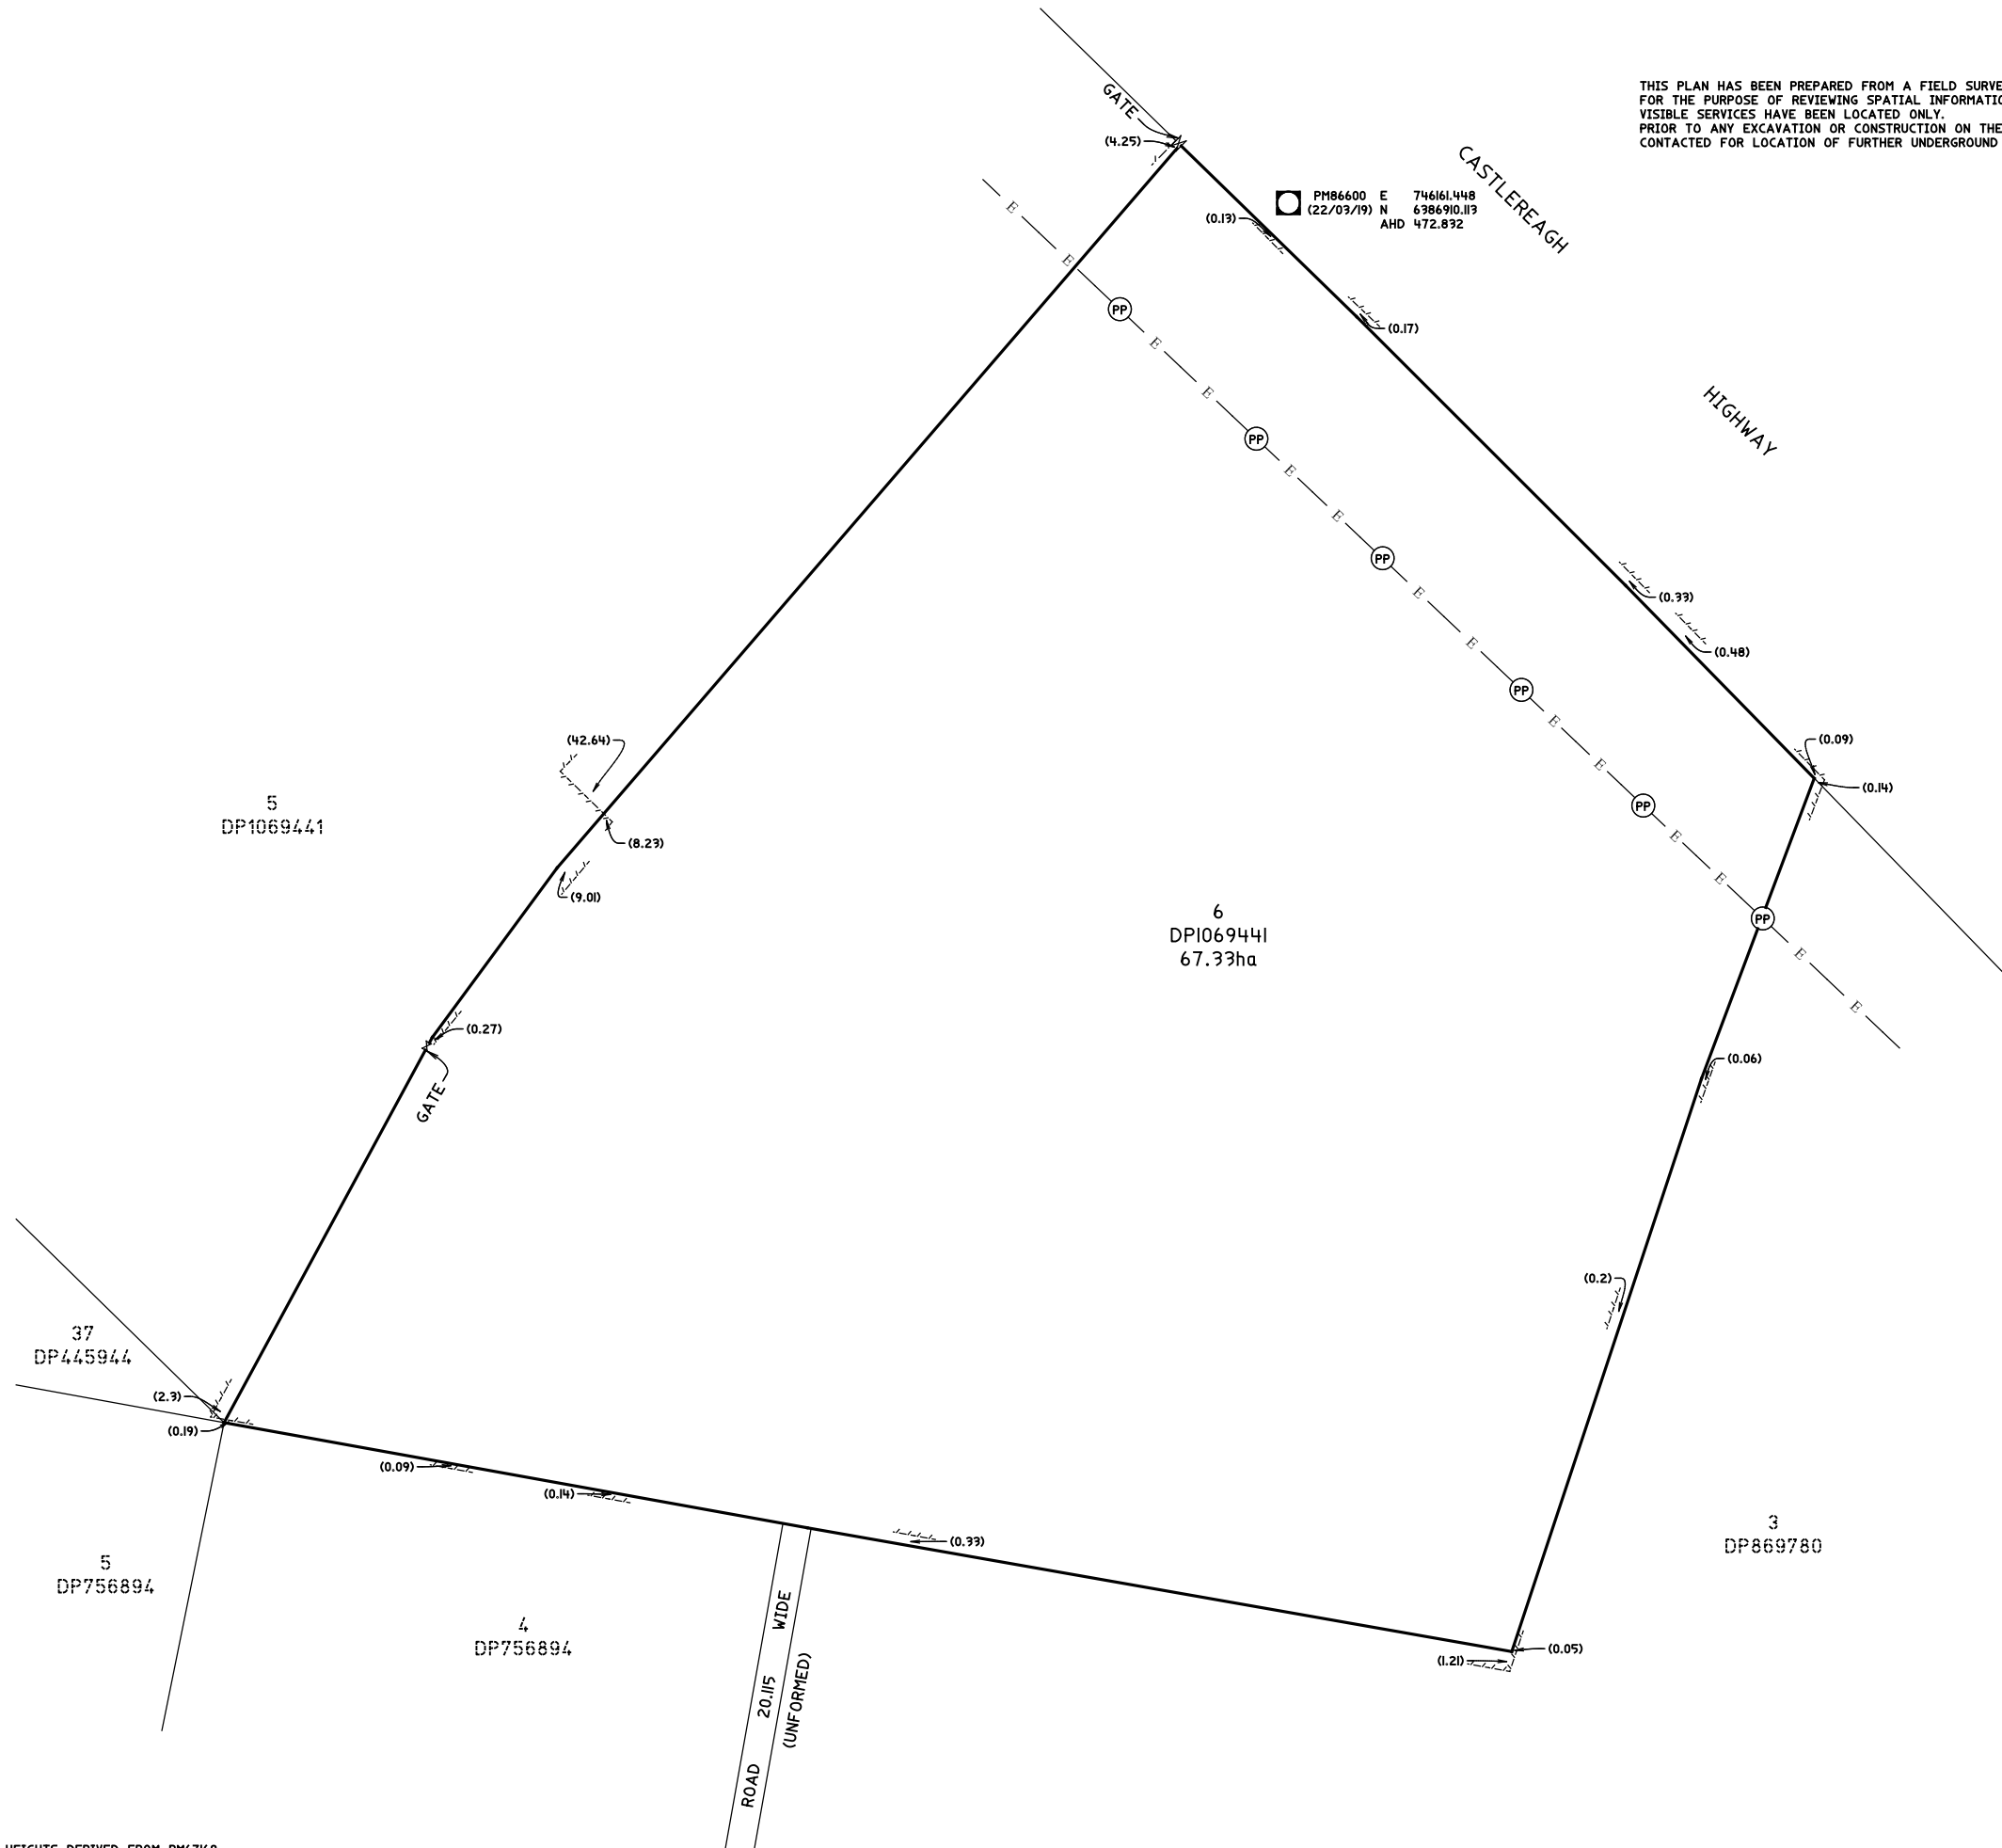 THIS PLAN HAS BEEN PREPARED FROM A FIELD SURVE
FOR THE PURPOSE OF REVIEWING SPATIAL INFORMATIO
VISIBLE SERVICES HAVE BEEN LOCATED ONLY.
PRIOR TO ANY EXCAVATION OR CONSTRUCTION ON THE
CONTACTED FOR LOCATION OF FURTHER UNDERGROUND
GATE
(4.25)
CASTLEREAGH
PM86600 E 746161.448
(22/03/19) N 6386910.113
AHD 472.832
(0.13)
E
E
PP
(0.17)
E
E
HIGHWAY
PP
E
E
PP
(0.33)
E
E
(0.48)
PP
E
(42.64)
(0.09)
E
(0.14)
5
DP1069441
PP
E
(8.23)
E
(9.01)
6
DP1069441
67.33ha
PP
E
E
(0.27)
(0.06)
GATE
(0.2)
37
DP445944
(2.3)
(0.19)
(0.09)
(0.14)
(0.33)
3
DP869780
5
DP756894
4
DP756894
ROAD 20.115 WIDE
(UNFORMED)
(0.05)
(1.21)